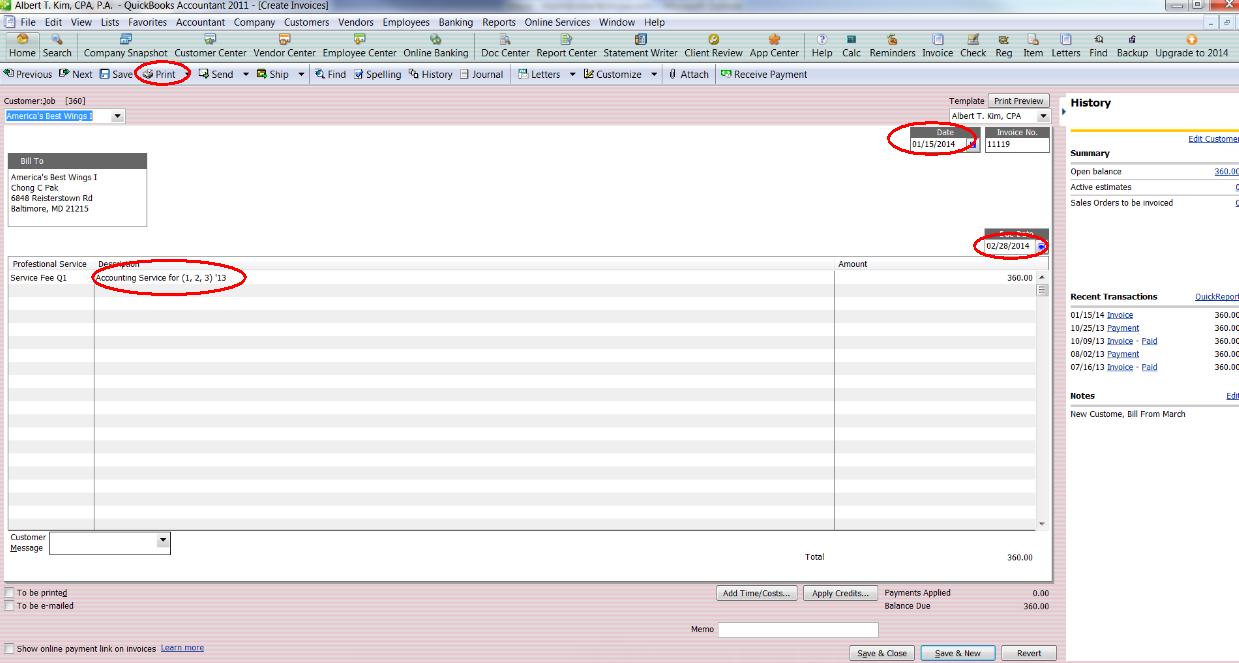 Albert T. Kim, CPA, P.A. - QuickBooks Accountant 2011 - [Create Invoices]
File Edit View Lists Favorites Accountant Company Customers Vendors Employees Banking Reports Online Services Window Help
Home Search Company Snapshot Customer Center Vendor Center Employee Center Online Banking Doc Center Report Center Statement Writer Client Review App Center Help Calc Reminders Invoice Check Reg Item Letters Find Backup Upgrade to 2014
Previous Next Save Print Send Ship Find Spelling History Journal Letters Customize Attach Receive Payment
Customer:Job [360]
America's Best Wings I
Template Print Preview
Albert T. Kim, CPA
Date Invoice No.
01/15/2014 11119
Bill To
America's Best Wings I
Chong C Pak
6848 Reisterstown Rd
Baltimore, MD 21215
02/28/2014
Profestional Service Description Amount
Service Fee Q1 Accounting Service for (1, 2, 3) '13 360.00
Customer
Message
Total 360.00
To be printed
To be e-mailed
Add Time/Costs... Apply Credits... Payments Applied 0.00
Balance Due 360.00
Memo
Show online payment link on invoices Learn more
Save & Close Save & New Revert
History
Edit Customer
Summary
Open balance 360.00
Active estimates
Sales Orders to be invoiced
Recent Transactions QuickReport
01/15/14 Invoice 360.00
10/25/13 Payment 360.00
10/09/13 Invoice - Paid 360.00
08/02/13 Payment 360.00
07/16/13 Invoice - Paid 360.00
Notes Edit
New Custome, Bill From March